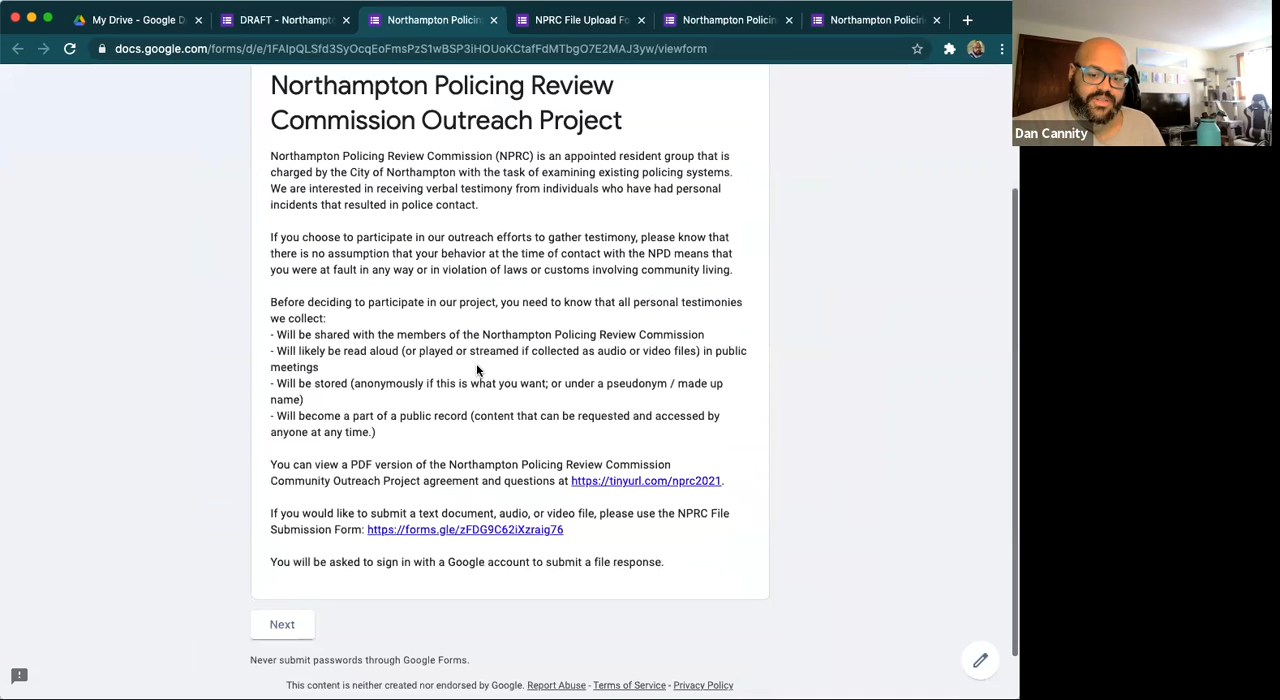 My Drive - Google D
DRAFT - Northampto
Northampton Policin
NPRC File Upload Fo
Northampton Policin
Northampton Policin
docs.google.com/forms/d/e/1FAIpQLSfd3SyOcqEoFmsPzS1wBSP3iHOUoKCtafFdMTbgO7E2MAJ3yw/viewform
Dan Cannity
Northampton Policing Review
Commission Outreach Project
Northampton Policing Review Commission (NPRC) is an appointed resident group that is
charged by the City of Northampton with the task of examining existing policing systems.
We are interested in receiving verbal testimony from individuals who have had personal
incidents that resulted in police contact.
If you choose to participate in our outreach efforts to gather testimony, please know that
there is no assumption that your behavior at the time of contact with the NPD means that
you were at fault in any way or in violation of laws or customs involving community living.
Before deciding to participate in our project, you need to know that all personal testimonies
we collect:
- Will be shared with the members of the Northampton Policing Review Commission
- Will likely be read aloud (or played or streamed if collected as audio or video files) in public
meetings
- Will be stored (anonymously if this is what you want; or under a pseudonym / made up
name)
- Will become a part of a public record (content that can be requested and accessed by
anyone at any time.)
You can view a PDF version of the Northampton Policing Review Commission
Community Outreach Project agreement and questions at https://tinyurl.com/nprc2021.
If you would like to submit a text document, audio, or video file, please use the NPRC File
Submission Form: https://forms.gle/zFDG9C62iXzraig76
You will be asked to sign in with a Google account to submit a file response.
Next
Never submit passwords through Google Forms.
This content is neither created nor endorsed by Google. Report Abuse - Terms of Service - Privacy Policy